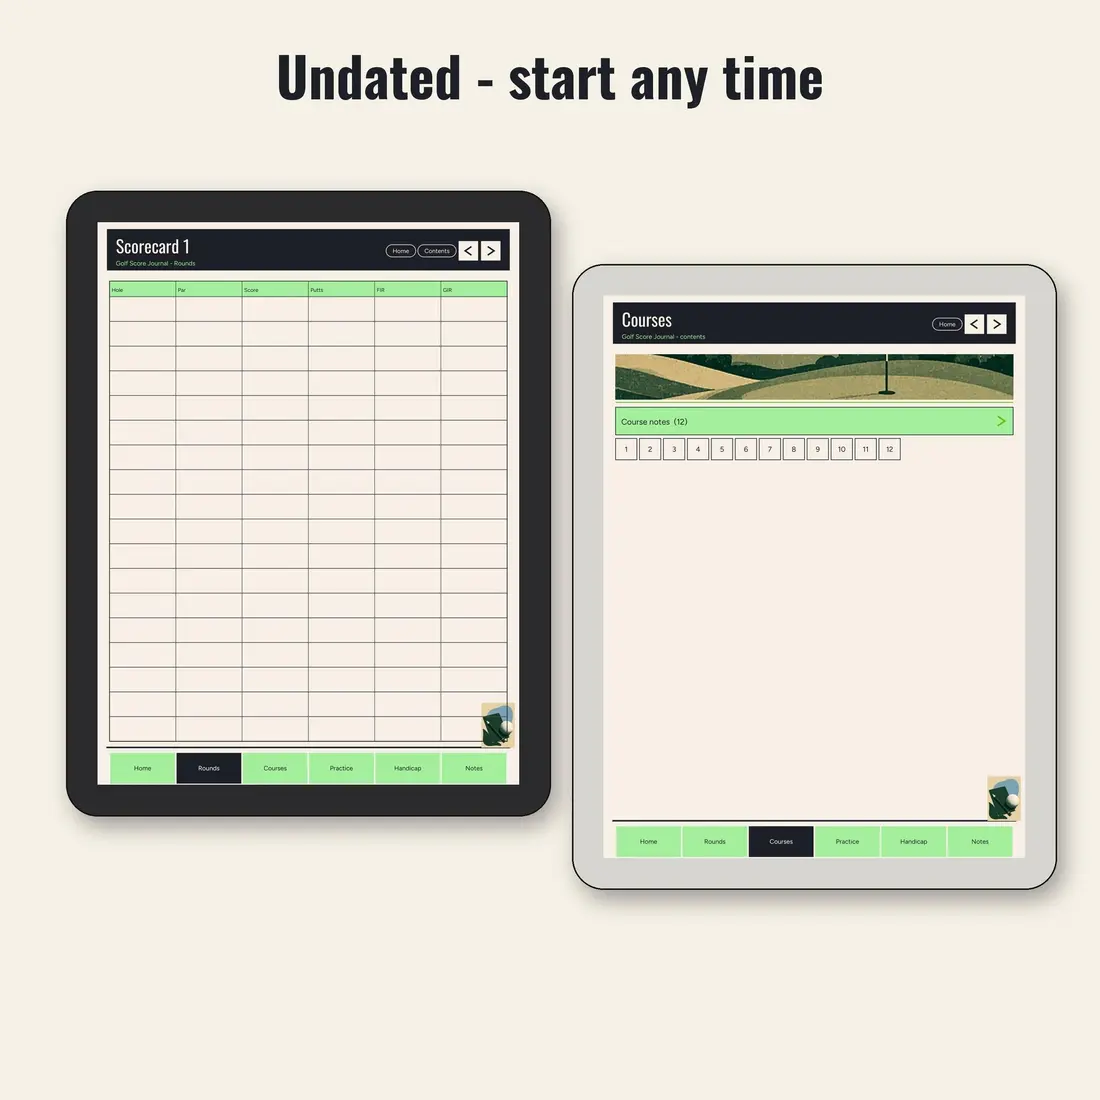 Undated - start any time
Scorecard 1
Golf Score Journal - Rounds
Home Contents < >
Hole Par Score Putts FIR GIR
Home Rounds Courses Practice Handicap Notes
Courses
Golf Score Journal - contents
Home < >
Course notes (12) >
1 2 3 4 5 6 7 8 9 10 11 12
Home Rounds Courses Practice Handicap Notes